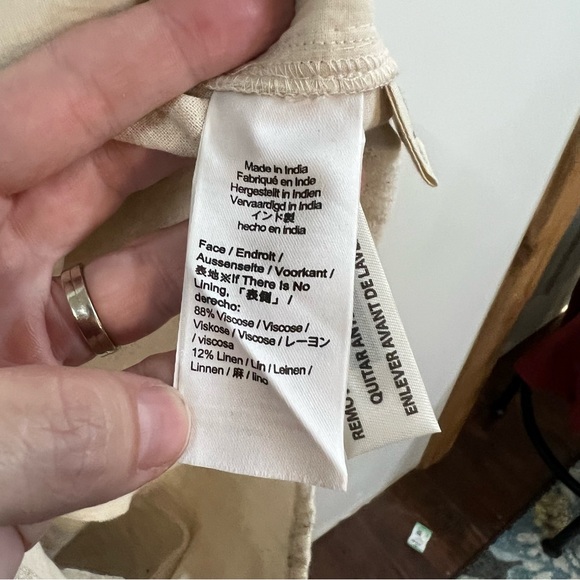 Made in India
Fabriqué en Inde
Hergestellt in Indien
Vervaardigd in India
インド製
hecho en india
Face / Endroit /
Aussenseite / Voorkant /
表地※If There Is No
Lining, 「表側」 /
derecho:
88% Viscose / Viscose /
Viskose / Viscose / レーヨン
/ viscosa
12% Linen / Lin / Leinen /
Linnen / 麻 / lino
QUITAR ANT
ENLEVER AVANT DE LAVE